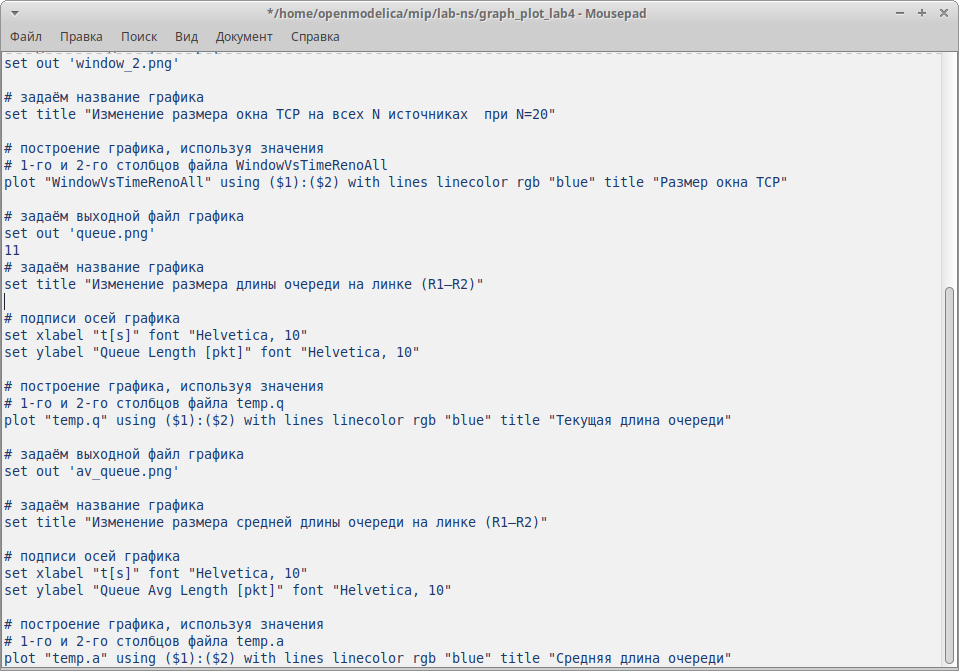 */home/openmodelica/mip/lab-ns/graph_plot_lab4 - Mousepad
Файл Правка Поиск Вид Документ Справка
set out 'window_2.png'
# задаём название графика
set title "Изменение размера окна TCP на всех N источниках  при N=20"
# построение графика, используя значения
# 1-го и 2-го столбцов файла WindowVsTimeRenoAll
plot "WindowVsTimeRenoAll" using ($1):($2) with lines linecolor rgb "blue" title "Размер окна TCP"
# задаём выходной файл графика
set out 'queue.png'
11
# задаём название графика
set title "Изменение размера длины очереди на линке (R1–R2)"
# подписи осей графика
set xlabel "t[s]" font "Helvetica, 10"
set ylabel "Queue Length [pkt]" font "Helvetica, 10"
# построение графика, используя значения
# 1-го и 2-го столбцов файла temp.q
plot "temp.q" using ($1):($2) with lines linecolor rgb "blue" title "Текущая длина очереди"
# задаём выходной файл графика
set out 'av_queue.png'
# задаём название графика
set title "Изменение размера средней длины очереди на линке (R1–R2)"
# подписи осей графика
set xlabel "t[s]" font "Helvetica, 10"
set ylabel "Queue Avg Length [pkt]" font "Helvetica, 10"
# построение графика, используя значения
# 1-го и 2-го столбцов файла temp.a
plot "temp.a" using ($1):($2) with lines linecolor rgb "blue" title "Средняя длина очереди"